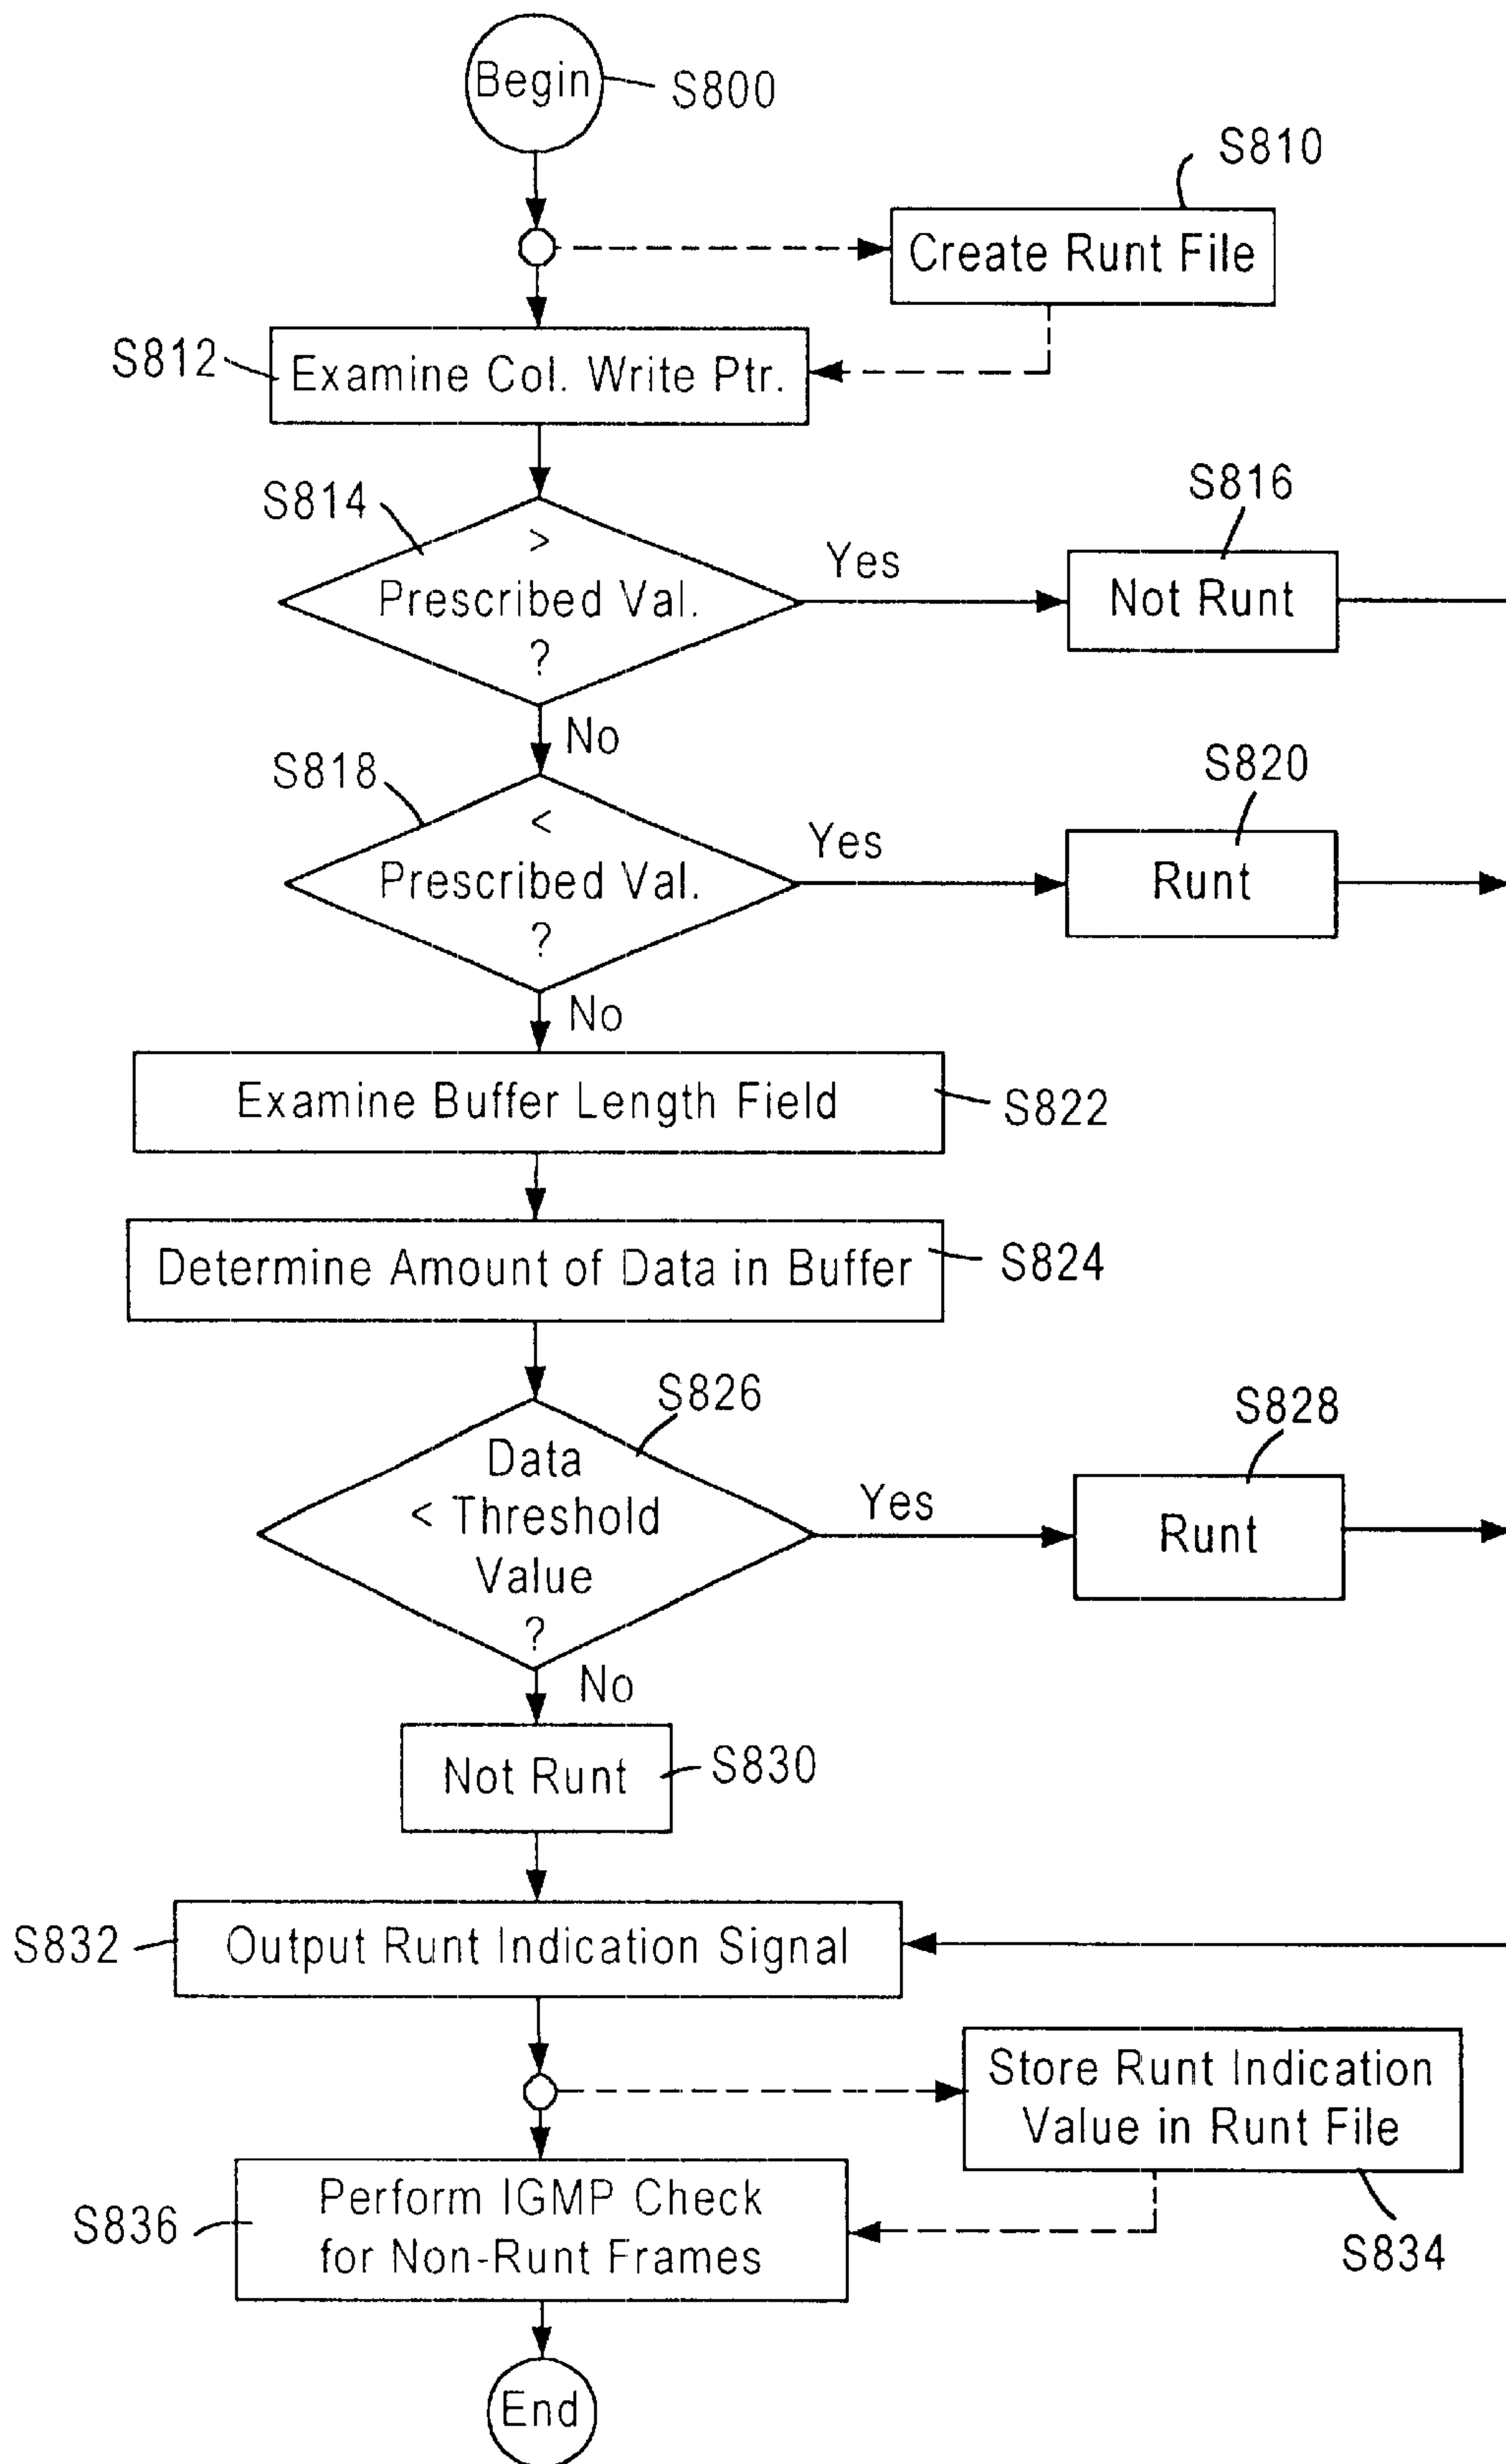 Begin
S800
S810
Create Runt File
S812
Examine Col. Write Ptr.
S814
>
Prescribed Val.
?
Yes
S816
Not Runt
No
S818
<
Prescribed Val.
?
Yes
S820
Runt
No
Examine Buffer Length Field
S822
Determine Amount of Data in Buffer
S824
S826
Data
< Threshold
Value
?
Yes
S828
Runt
No
Not Runt
S830
S832
Output Runt Indication Signal
Store Runt Indication
Value in Runt File
S834
S836
Perform IGMP Check
for Non-Runt Frames
End